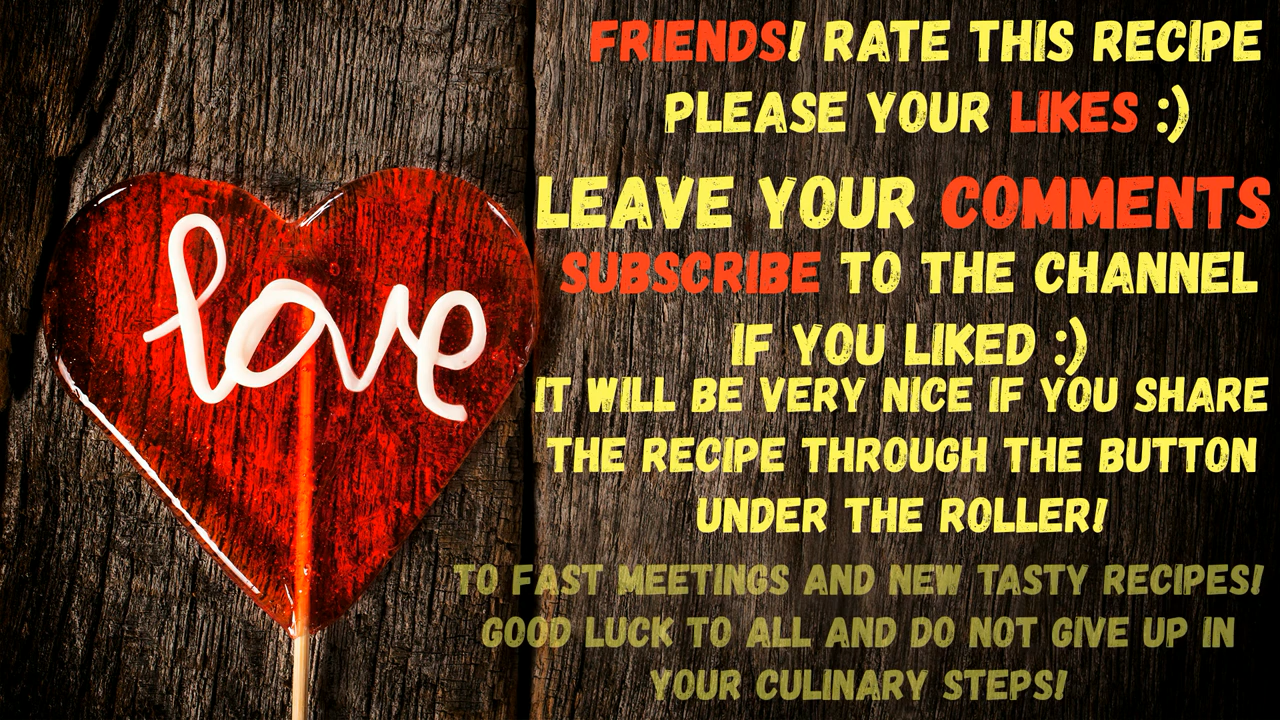 love
FRIENDS! RATE THIS RECIPE
PLEASE YOUR LIKES :)
LEAVE YOUR COMMENTS
SUBSCRIBE TO THE CHANNEL
IF YOU LIKED :)
IT WILL BE VERY NICE IF YOU SHARE
THE RECIPE THROUGH THE BUTTON
UNDER THE ROLLER!
TO FAST MEETINGS AND NEW TASTY RECIPES!
GOOD LUCK TO ALL AND DO NOT GIVE UP IN
YOUR CULINARY STEPS!